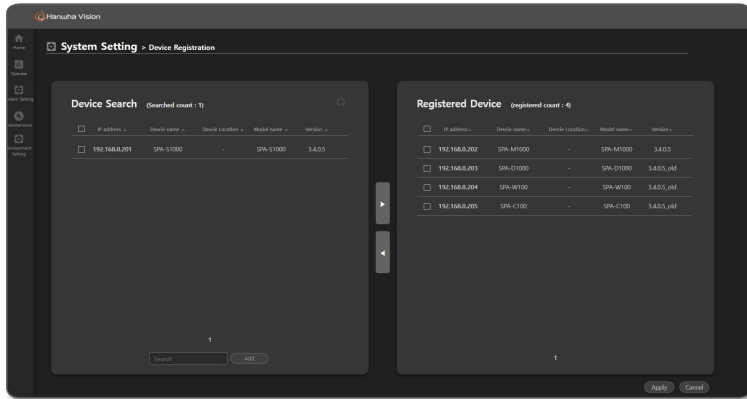 Hanwha Vision
Home
Operate
Intern Setting
Maintenance
Environment Setting
System Setting > Device Registration
Device Search (Searched count : 1)
IP address Device name Device Location Model name Version
192.168.0.201 SPA-S1000 - SPA-S1000 3.4.0.5
1
Search Add
Registered Device (registered count : 4)
IP address Device name Device Location Model name Version
192.168.0.202 SPA-M1000 - SPA-M1000 3.4.0.5
192.168.0.203 SPA-D1000 - SPA-D1000 3.4.0.5_old
192.168.0.204 SPA-W100 - SPA-W100 3.4.0.5_old
192.168.0.205 SPA-C100 - SPA-C100 3.4.0.5_old
1
Apply Cancel